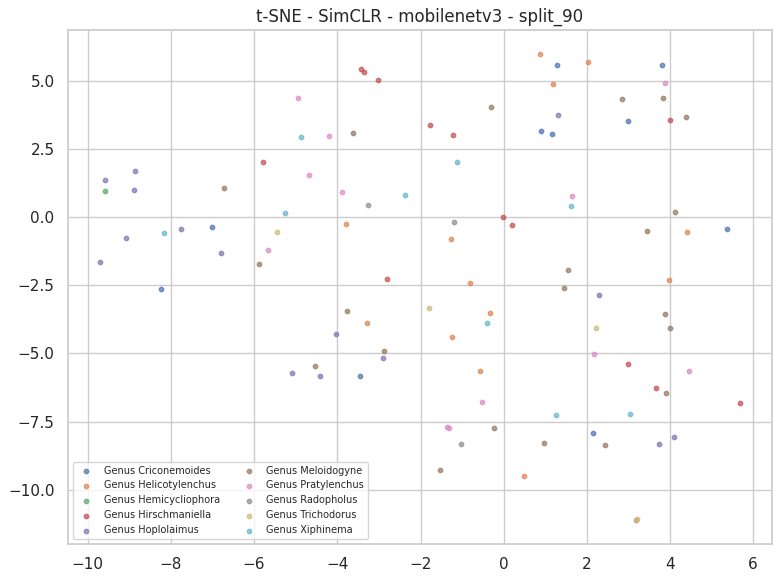 t-SNE - SimCLR - mobilenetv3 - split_90
5.0
2.5
0.0
−2.5
−5.0
−7.5
−10.0
Genus Criconemoides
Genus Helicotylenchus
Genus Hemicycliophora
Genus Hirschmaniella
Genus Hoplolaimus
Genus Meloidogyne
Genus Pratylenchus
Genus Radopholus
Genus Trichodorus
Genus Xiphinema
−10 −8 −6 −4 −2 0 2 4 6